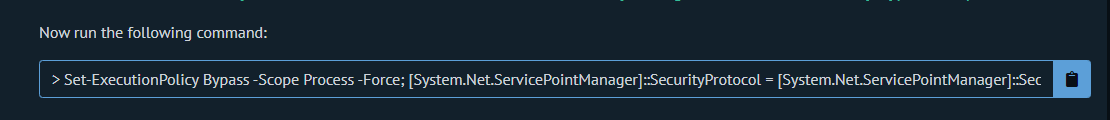 Now run the following command:
> Set-ExecutionPolicy Bypass -Scope Process -Force; [System.Net.ServicePointManager]::SecurityProtocol = [System.Net.ServicePointManager]::Sec